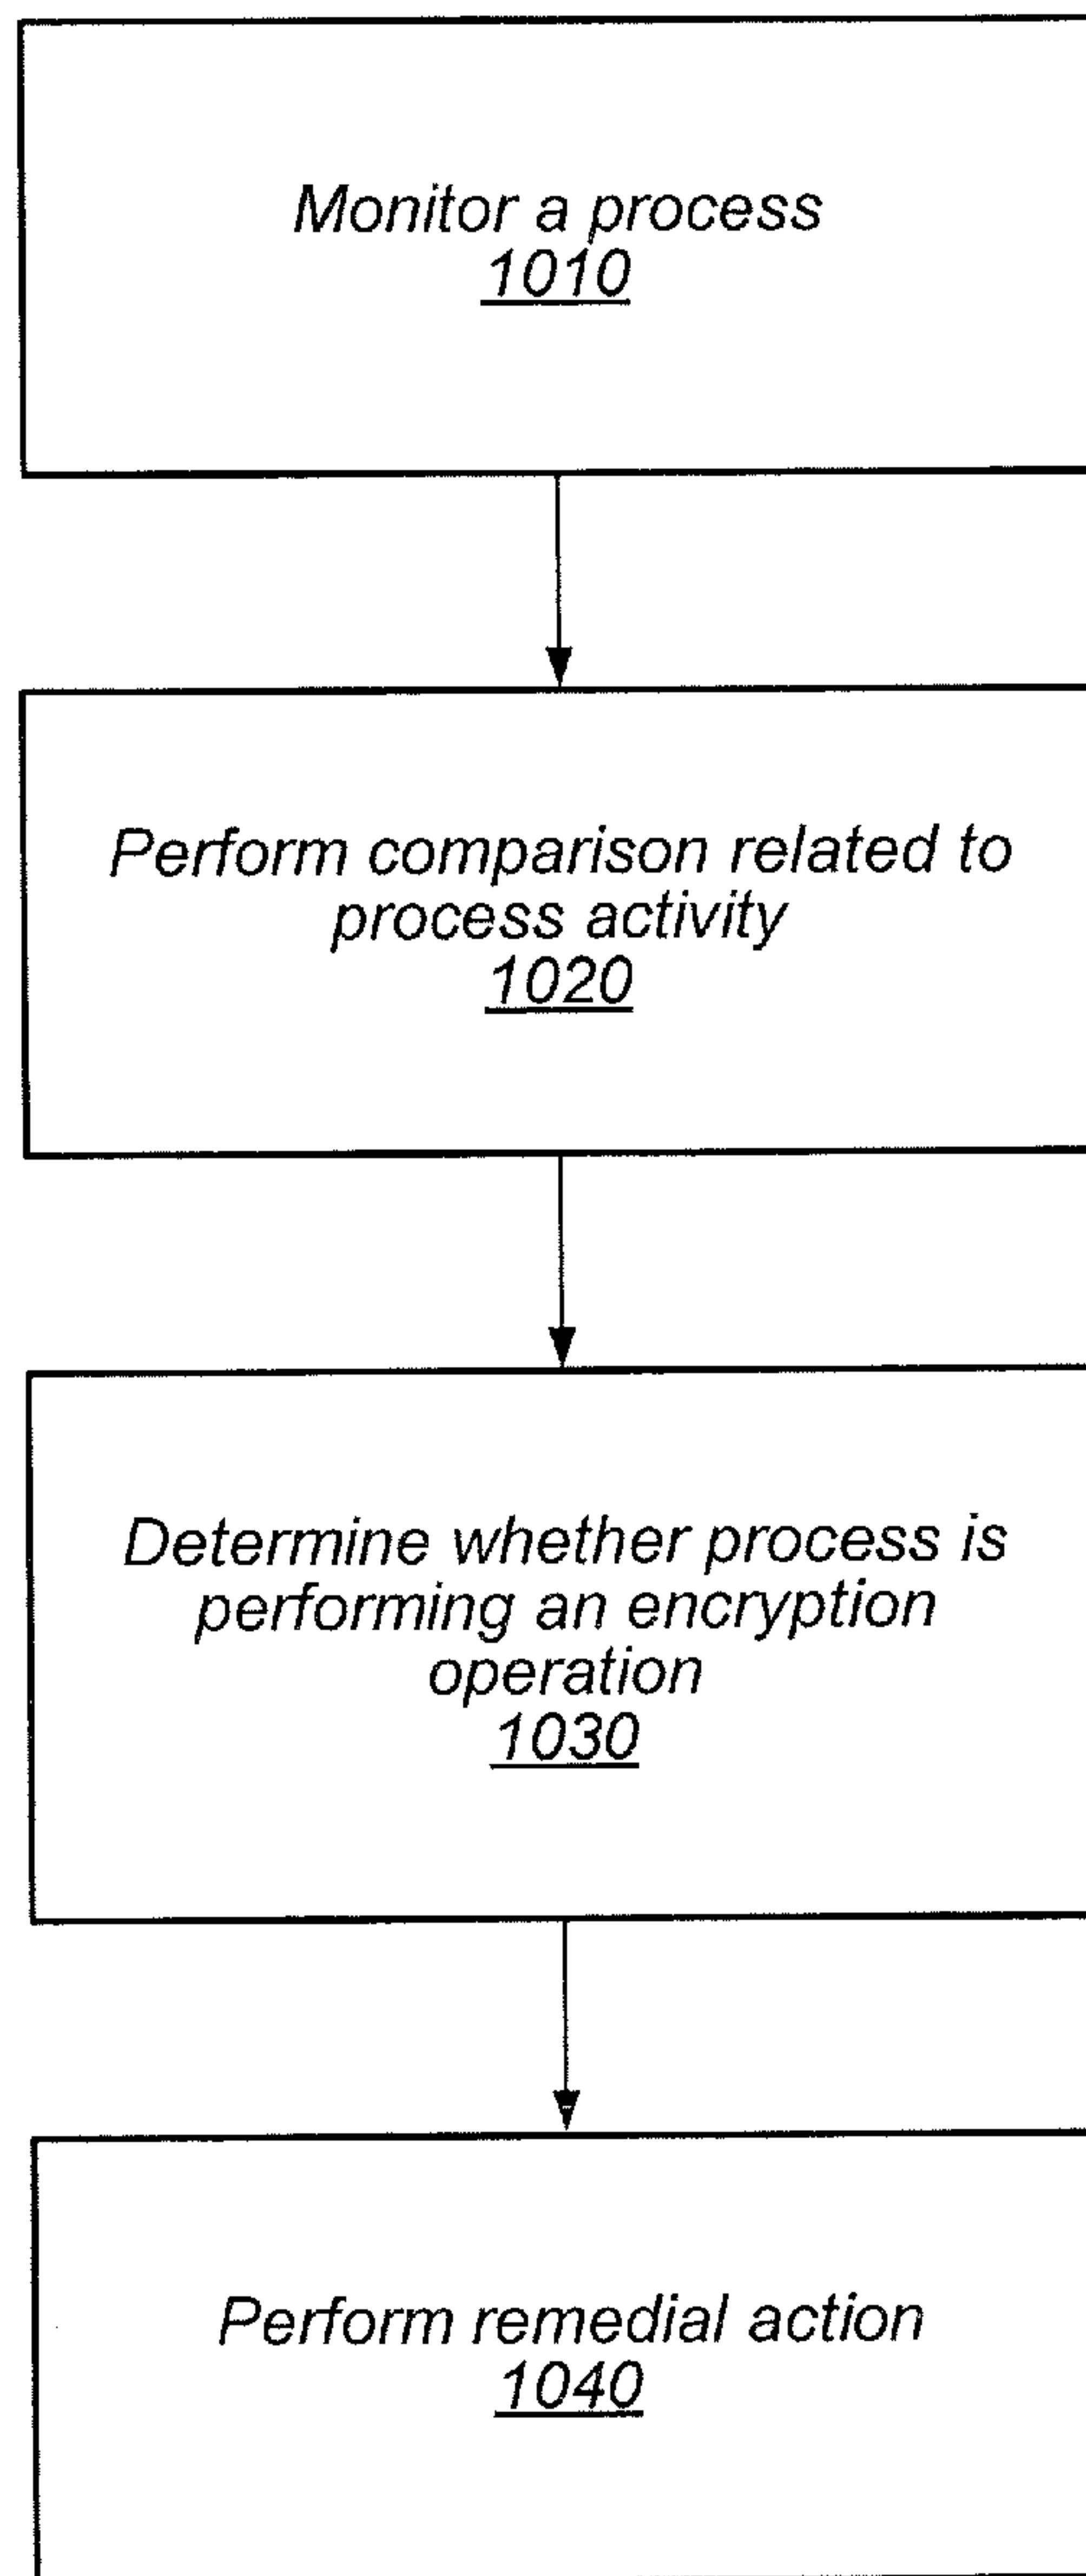 Monitor a process
1010
Perform comparison related to
process activity
1020
Determine whether process is
performing an encryption
operation
1030
Perform remedial action
1040